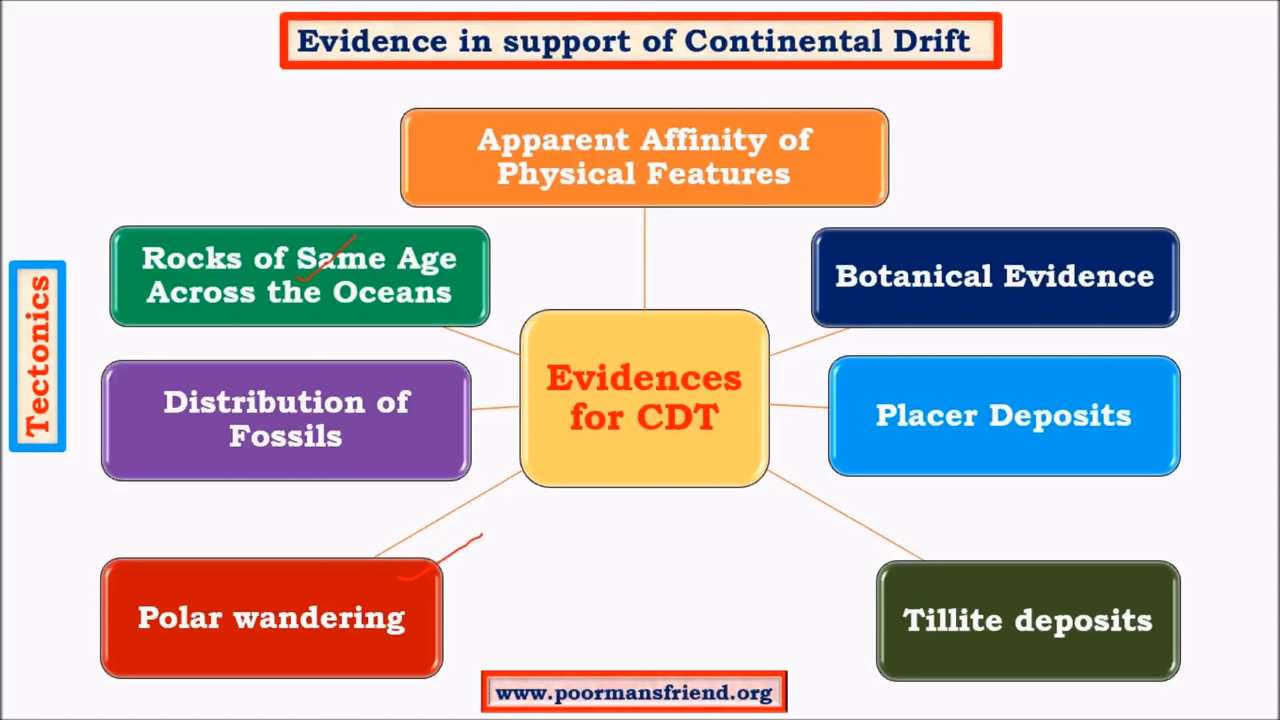 Evidence in support of Continental Drift
Apparent Affinity of
Physical Features
Rocks of Same Age
Across the Oceans
Botanical Evidence
Tectonics
Evidences
for CDT
Distribution of
Fossils
Placer Deposits
Polar wandering
Tillite deposits
www.poormansfriend.org